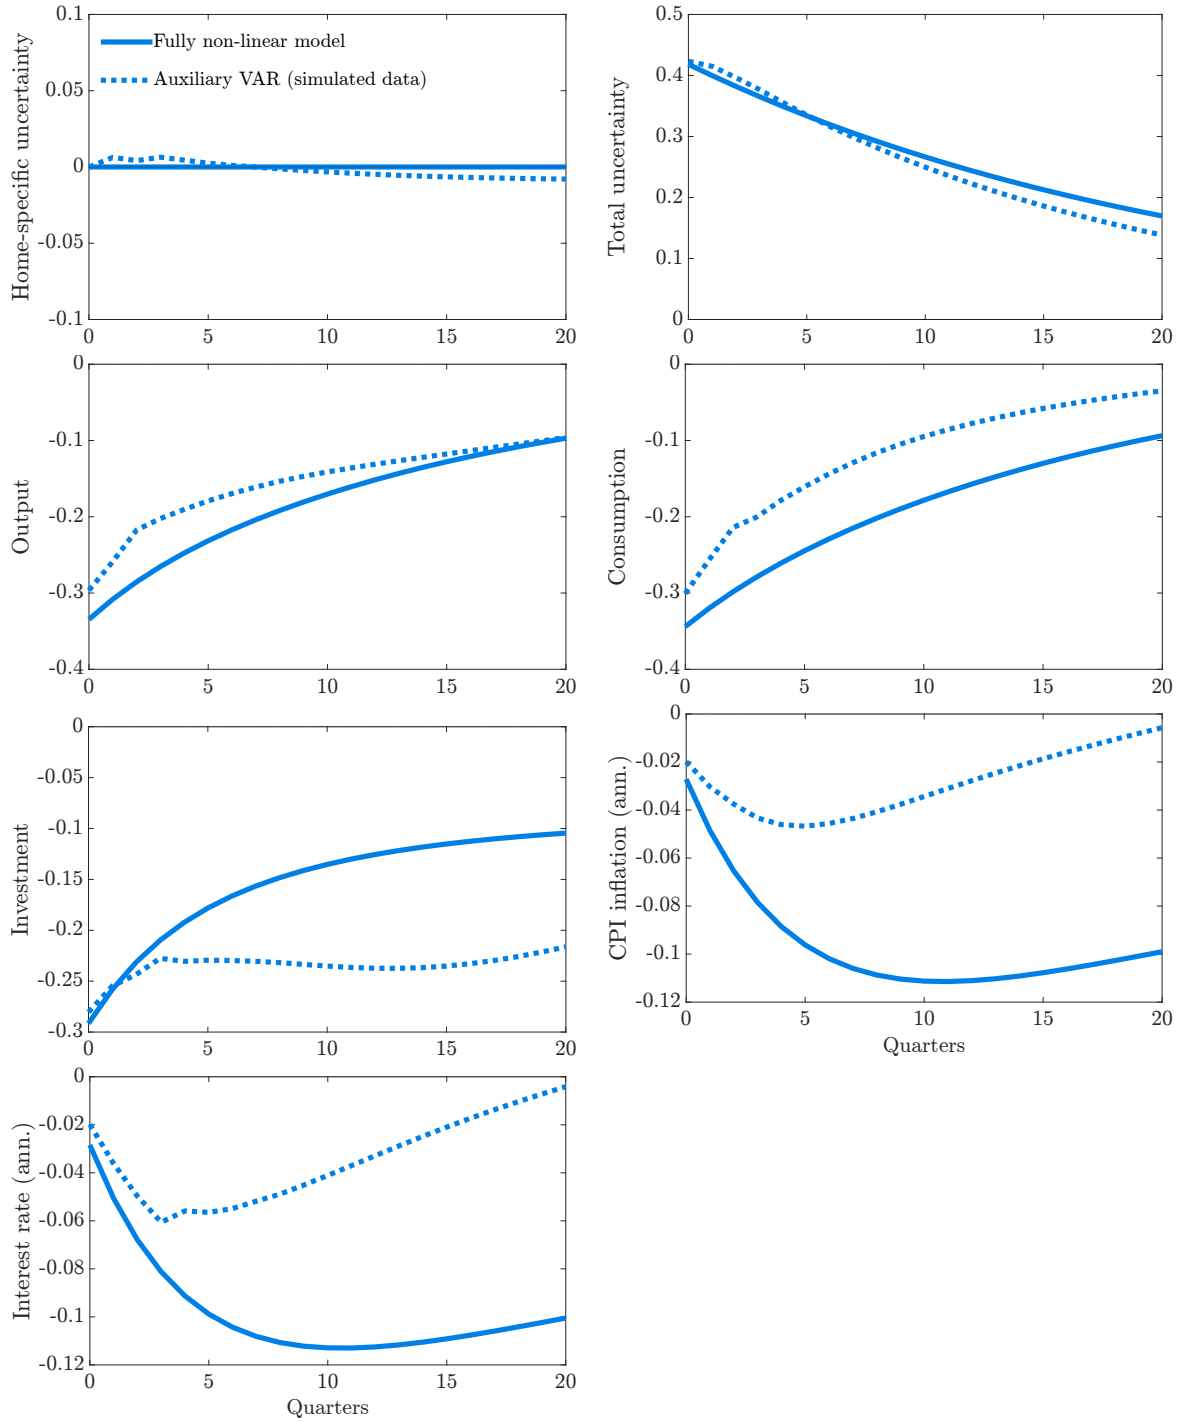 Home-specific uncertainty
0.1
0.05
0
-0.05
-0.1
Fully non-linear model
Auxiliary VAR (simulated data)
0 5 10 15 20
Total uncertainty
0.5
0.4
0.3
0.2
0.1
0
0 5 10 15 20
Output
0
-0.1
-0.2
-0.3
-0.4
0 5 10 15 20
Consumption
0
-0.1
-0.2
-0.3
-0.4
0 5 10 15 20
Investment
0
-0.05
-0.1
-0.15
-0.2
-0.25
-0.3
0 5 10 15 20
CPI inflation (ann.)
0
-0.02
-0.04
-0.06
-0.08
-0.1
-0.12
0 5 10 15 20
Quarters
Interest rate (ann.)
0
-0.02
-0.04
-0.06
-0.08
-0.1
-0.12
0 5 10 15 20
Quarters